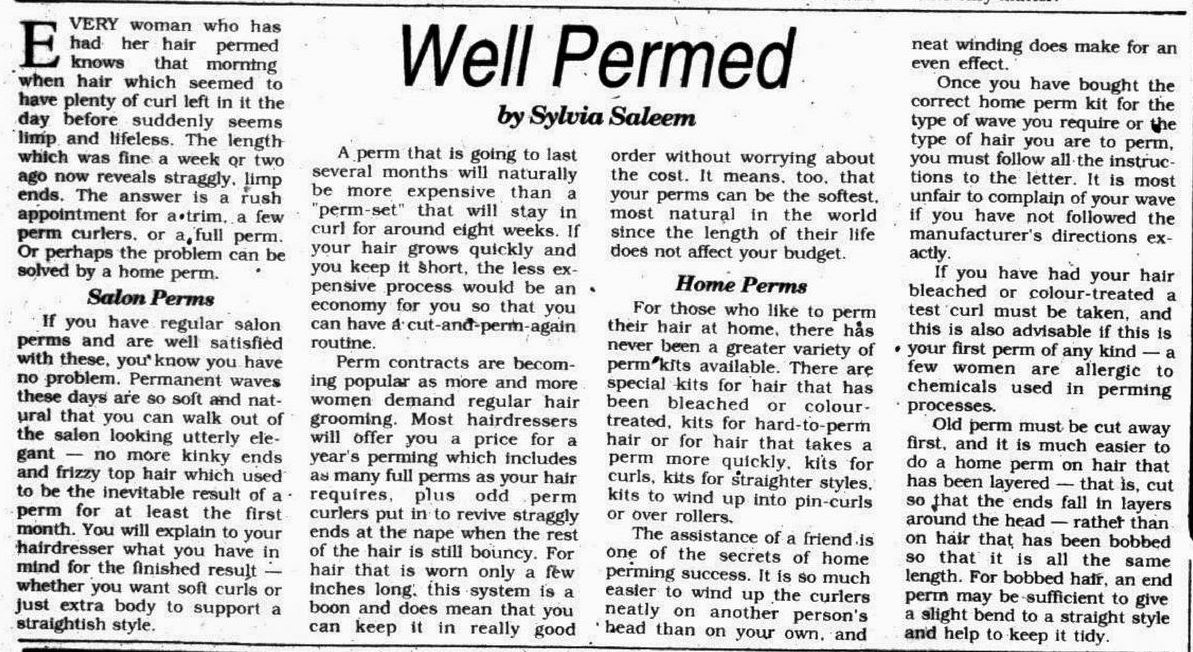 Well Permed
by Sylvia Saleem
EVERY woman who has
had her hair permed
knows that morning
when hair which seemed to
have plenty of curl left in it the
day before suddenly seems
limp and lifeless. The length
which was fine a week or two
ago now reveals straggly, limp
ends. The answer is a rush
appointment for a trim, a few
perm curlers, or a full perm.
Or perhaps the problem can be
solved by a home perm.
Salon Perms
If you have regular salon
perms and are well satisfied
with these, you know you have
no problem. Permanent waves
these days are so soft and nat-
ural that you can walk out of
the salon looking utterly ele-
gant — no more kinky ends
and frizzy top hair which used
to be the inevitable result of a
perm for at least the first
month. You will explain to your
hairdresser what you have in
mind for the finished result —
whether you want soft curls or
just extra body to support a
straightish style.
A perm that is going to last
several months will naturally
be more expensive than a
"perm-set" that will stay in
curl for around eight weeks. If
your hair grows quickly and
you keep it short, the less ex-
pensive process would be an
economy for you so that you
can have a cut-and-perm-again
routine.
Perm contracts are becom-
ing popular as more and more
women demand regular hair
grooming. Most hairdressers
will offer you a price for a
year's perming which includes
as many full perms as your hair
requires, plus odd perm
curlers put in to revive straggly
ends at the nape when the rest
of the hair is still bouncy. For
hair that is worn only a few
inches long, this system is a
boon and does mean that you
can keep it in really good
order without worrying about
the cost. It means, too, that
your perms can be the softest,
most natural in the world
since the length of their life
does not affect your budget.
Home Perms
For those who like to perm
their hair at home, there has
never been a greater variety of
perm kits available. There are
special kits for hair that has
been bleached or colour-
treated, kits for hard-to-perm
hair or for hair that takes a
perm more quickly, kits for
curls, kits for straighter styles,
kits to wind up into pin-curls
or over rollers.
The assistance of a friend is
one of the secrets of home
perming success. It is so much
easier to wind up the curlers
neatly on another person's
head than on your own, and
neat winding does make for an
even effect.
Once you have bought the
correct home perm kit for the
type of wave you require or the
type of hair you are to perm,
you must follow all the instruc-
tions to the letter. It is most
unfair to complain of your wave
if you have not followed the
manufacturer's directions ex-
actly.
If you have had your hair
bleached or colour-treated a
test curl must be taken, and
this is also advisable if this is
your first perm of any kind — a
few women are allergic to
chemicals used in perming
processes.
Old perm must be cut away
first, and it is much easier to
do a home perm on hair that
has been layered — that is, cut
so that the ends fall in layers
around the head — rather than
on hair that has been bobbed
so that it is all the same
length. For bobbed hair, an end
perm may be sufficient to give
a slight bend to a straight style
and help to keep it tidy.